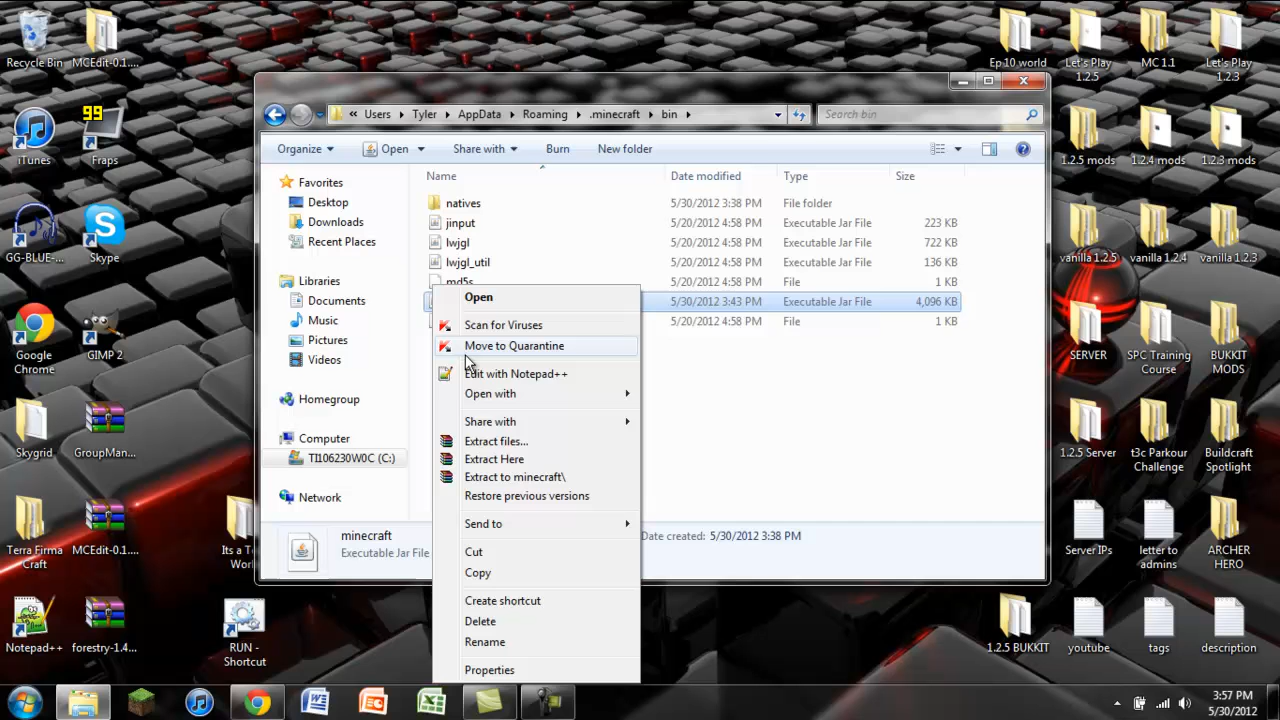 Recycle Bin
MCEdit-0.1....
Ep 10 world
Let's Play
1.2.5
MC 1.1
Let's Play
1.2.3
99
iTunes
Fraps
1.2.5 mods
1.2.4 mods
1.2.3 mods
GG-BLUE-...
Skype
vanilla 1.2.5
vanilla 1.2.4
vanilla 1.2.3
Google
Chrome
GIMP 2
SERVER
SPC Training
Course
BUKKIT
MODS
Skygrid
GroupMan...
1.2.5 Server
t3c Parkour
Challenge
Buildcraft
Spotlight
Terra Firma
Craft
MCEdit-0.1....
Its a T
Wo
Server IPs
letter to
admins
ARCHER
HERO
Notepad++
forestry-1.4...
RUN -
Shortcut
1.2.5 BUKKIT
youtube
tags
description
« Users Tyler AppData Roaming .minecraft bin
Search bin
Organize Open Share with Burn New folder
Name Date modified Type Size
Favorites
Desktop
Downloads
Recent Places
Libraries
Documents
Music
Pictures
Videos
Homegroup
Computer
TI106230W0C (C:)
Network
natives 5/30/2012 3:38 PM File folder
jinput 5/20/2012 4:58 PM Executable Jar File 223 KB
lwjgl 5/20/2012 4:58 PM Executable Jar File 722 KB
lwjgl_util 5/20/2012 4:58 PM Executable Jar File 136 KB
md5s 5/20/2012 4:58 PM File 1 KB
5/30/2012 3:43 PM Executable Jar File 4,096 KB
5/20/2012 4:58 PM File 1 KB
Open
Scan for Viruses
Move to Quarantine
Edit with Notepad++
Open with
Share with
Extract files...
Extract Here
Extract to minecraft\
Restore previous versions
Send to
Cut
Copy
Create shortcut
Delete
Rename
Properties
minecraft Date created: 5/30/2012 3:38 PM
Executable Jar File
3:57 PM
5/30/2012